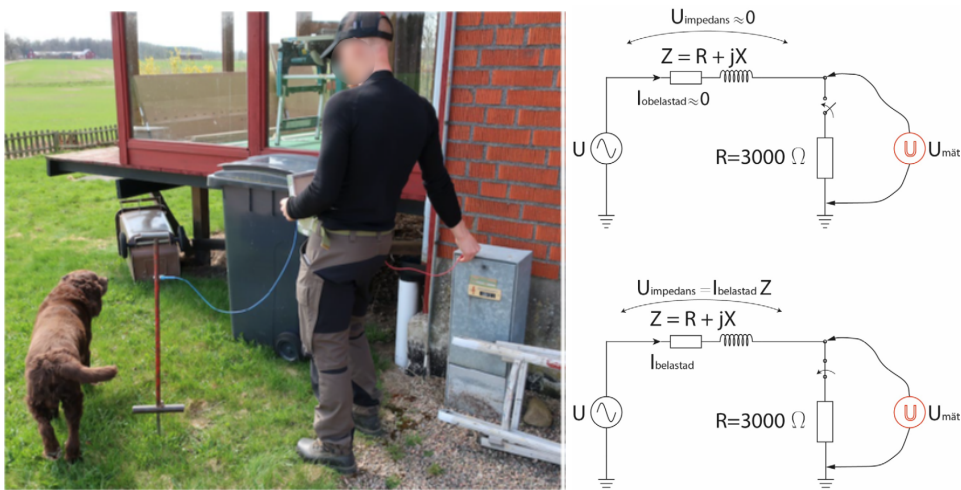 Uimpedans ≈ 0
Z = R + jX
Iobelastad ≈ 0
U
R=3000 Ω
U
Umät
Uimpedans = Ibelastad Z
Z = R + jX
Ibelastad
U
R=3000 Ω
U
Umät